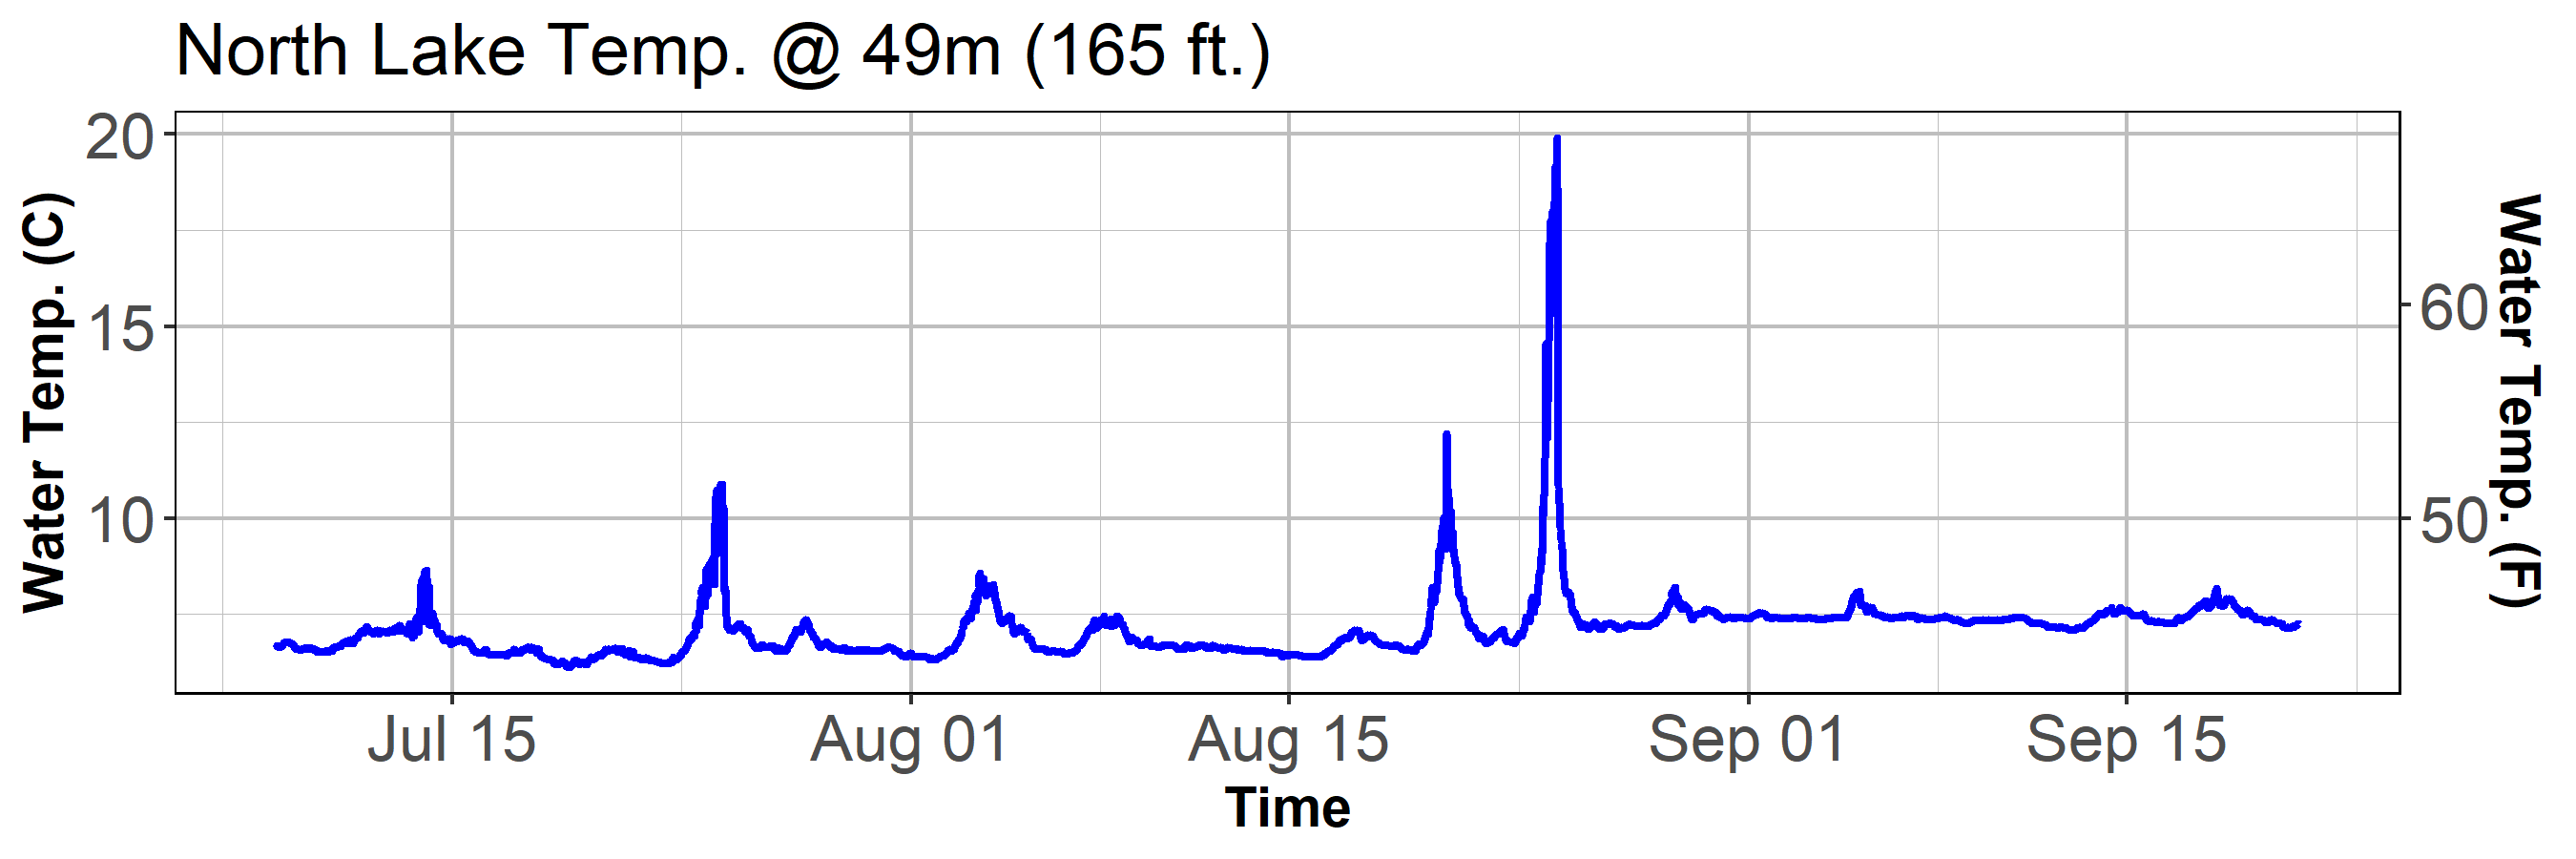 North Lake Temp. @ 49m (165 ft.)
Water Temp. (C)
20
15
10
60
50
Water Temp. (F)
Jul 15 Aug 01 Aug 15 Sep 01 Sep 15
Time